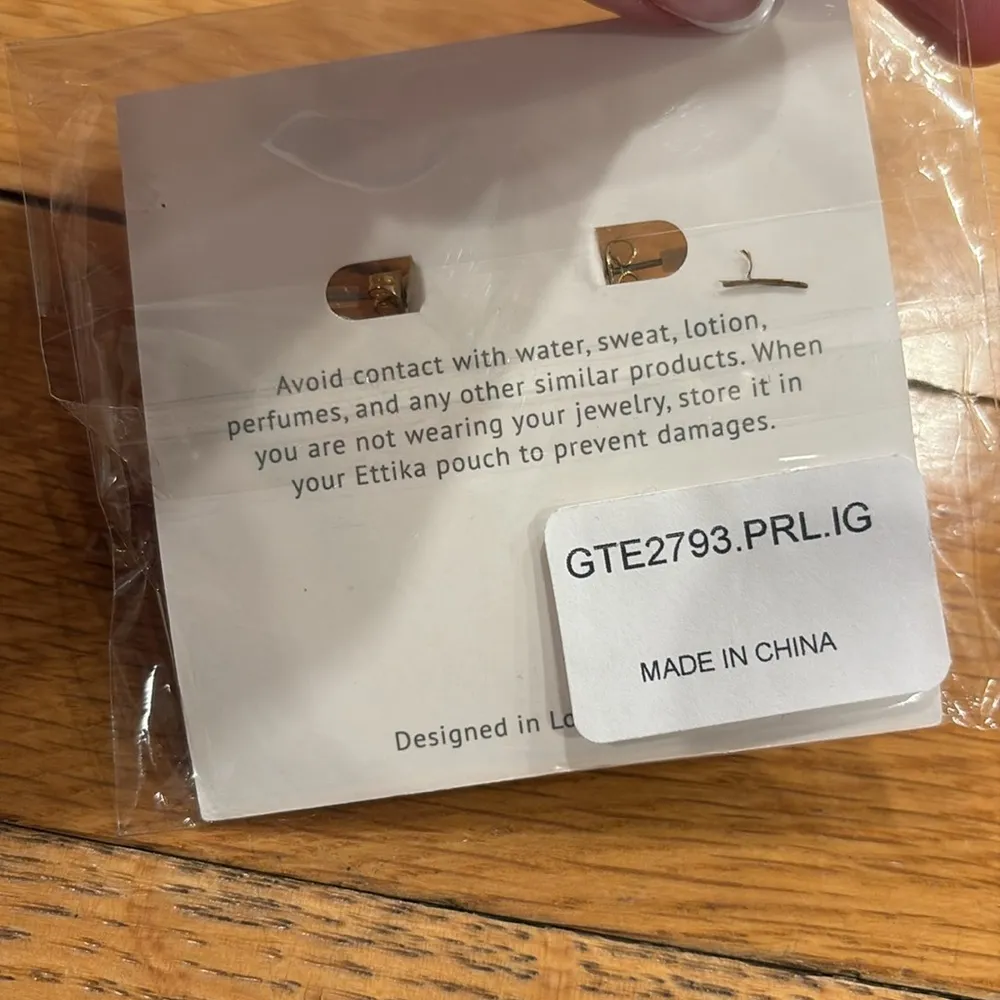 Avoid contact with water, sweat, lotion,
perfumes, and any other similar products. When
you are not wearing your jewelry, store it in
your Ettika pouch to prevent damages.
GTE2793.PRL.IG
MADE IN CHINA
Designed in